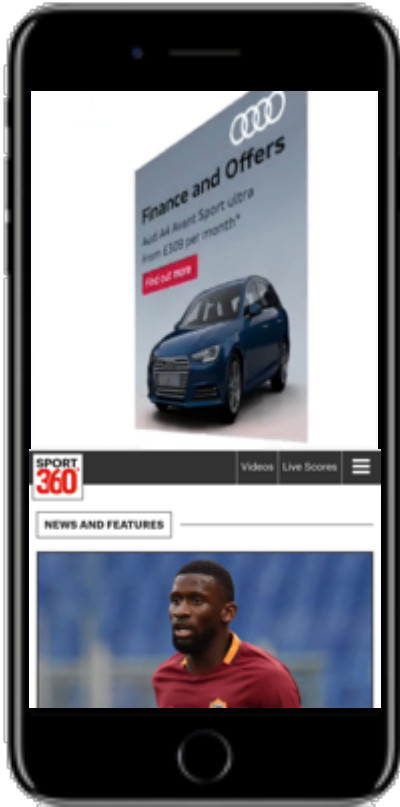 Finance and Offers
Audi A4 Avant Sport ultra
From £309 per month*
Find out more
SPORT
360°
Videos
Live Scores
NEWS AND FEATURES